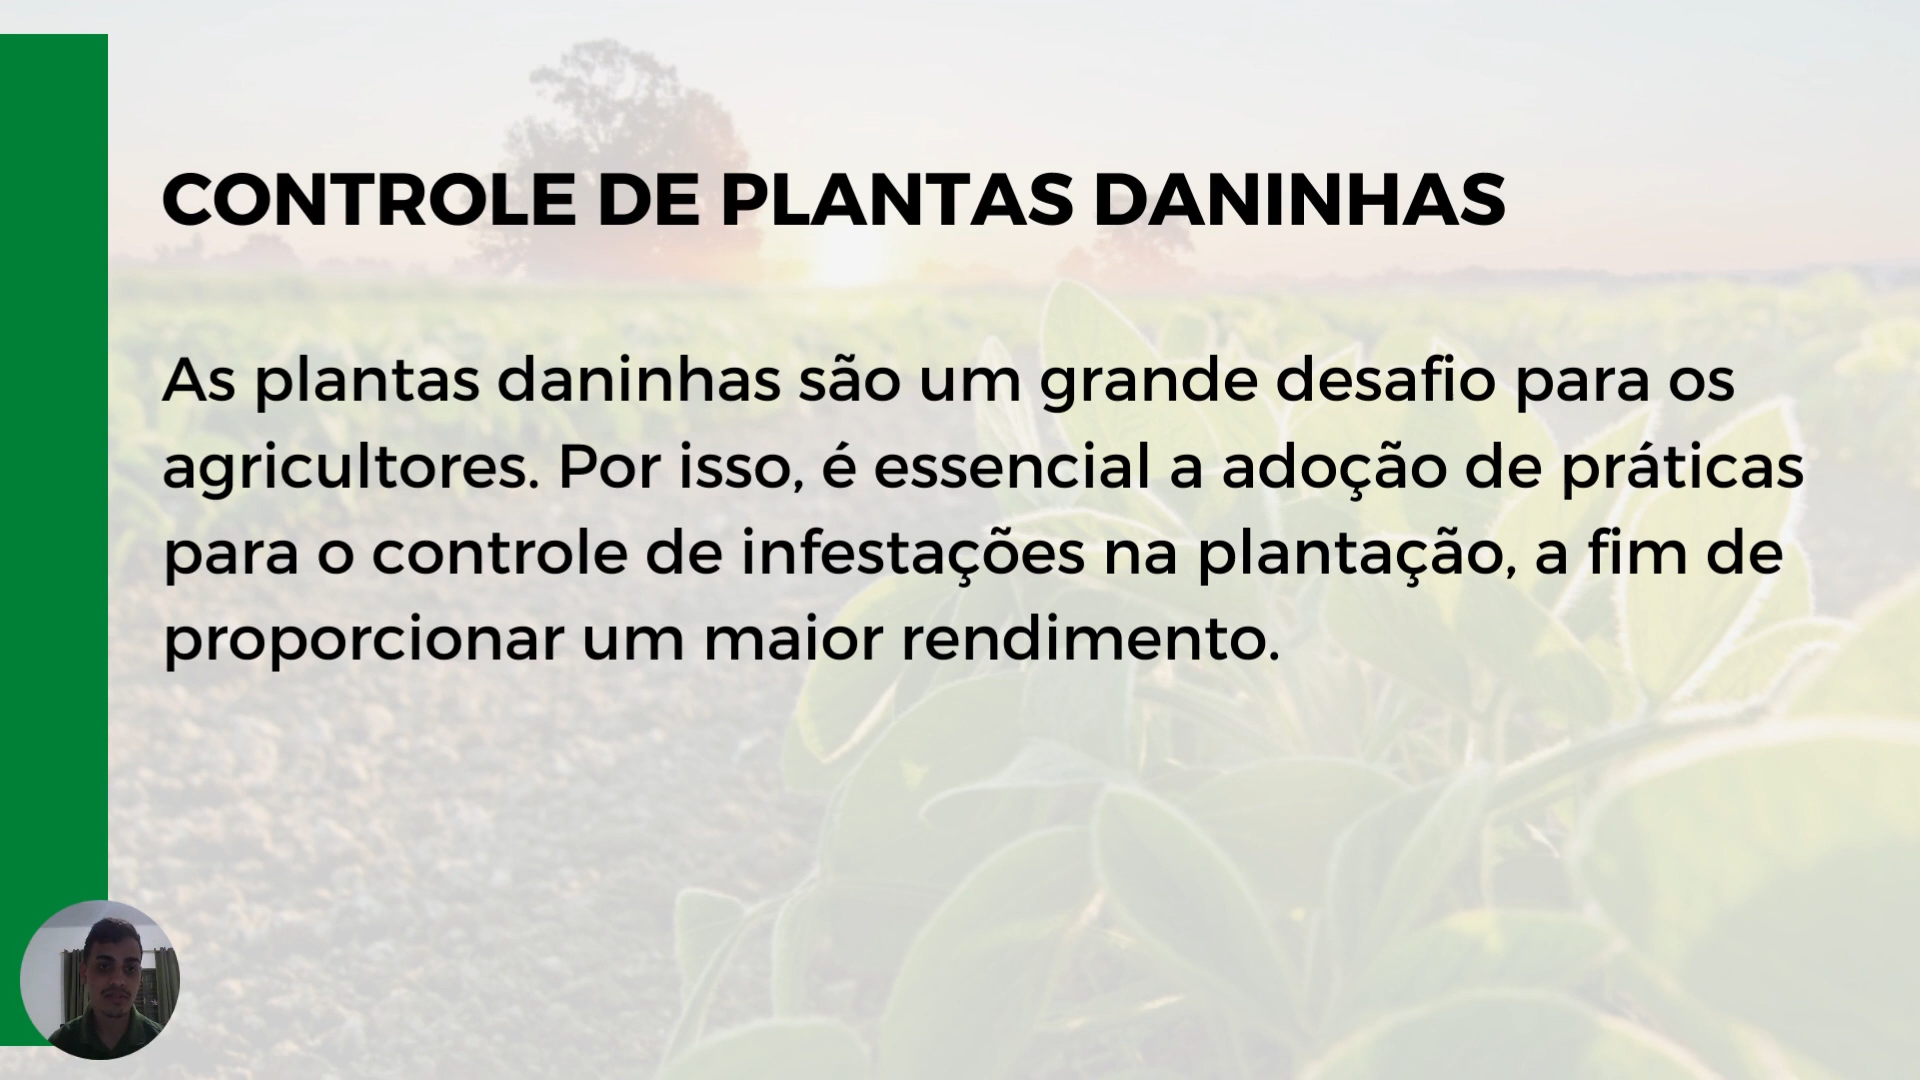 CONTROLE DE PLANTAS DANINHAS
As plantas daninhas são um grande desafio para os
agricultores. Por isso, é essencial a adoção de práticas
para o controle de infestações na plantação, a fim de
proporcionar um maior rendimento.